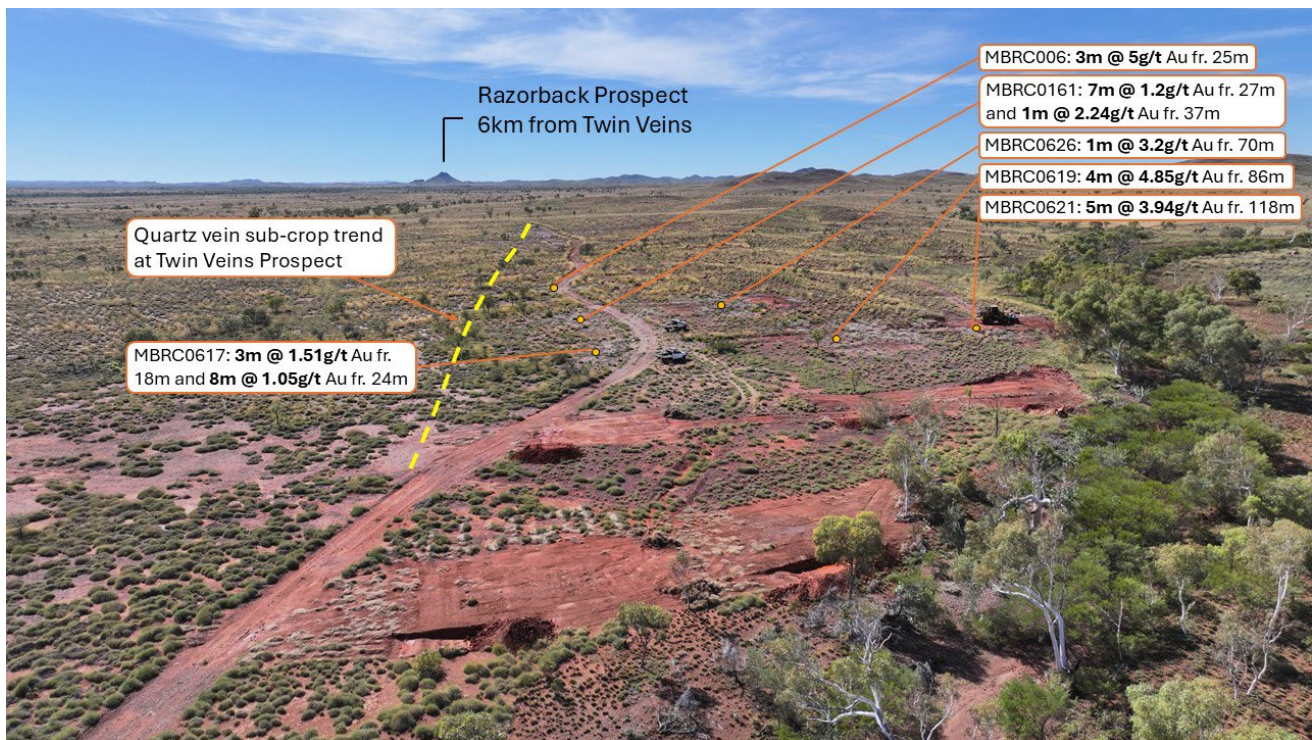 Razorback Prospect
6km from Twin Veins
MBRC006: 3m @ 5g/t Au fr. 25m
MBRC0161: 7m @ 1.2g/t Au fr. 27m
and 1m @ 2.24g/t Au fr. 37m
MBRC0626: 1m @ 3.2g/t Au fr. 70m
MBRC0619: 4m @ 4.85g/t Au fr. 86m
MBRC0621: 5m @ 3.94g/t Au fr. 118m
Quartz vein sub-crop trend
at Twin Veins Prospect
MBRC0617: 3m @ 1.51g/t Au fr.
18m and 8m @ 1.05g/t Au fr. 24m